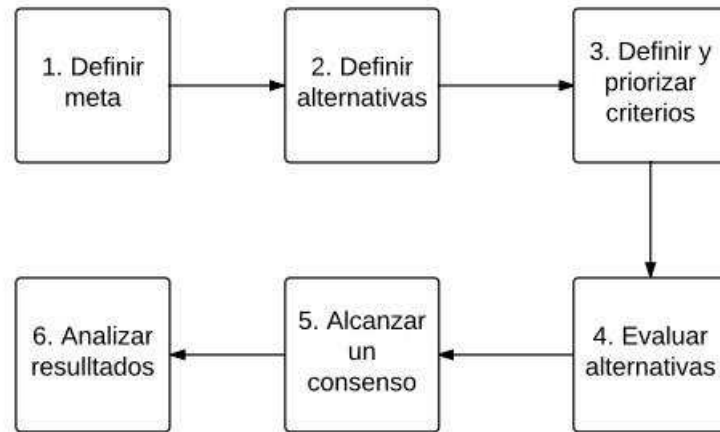 1. Definir
meta
2. Definir
alternativas
3. Definir y
priorizar
criterios
4. Evaluar
alternativas
5. Alcanzar
un
consenso
6. Analizar
resulltados